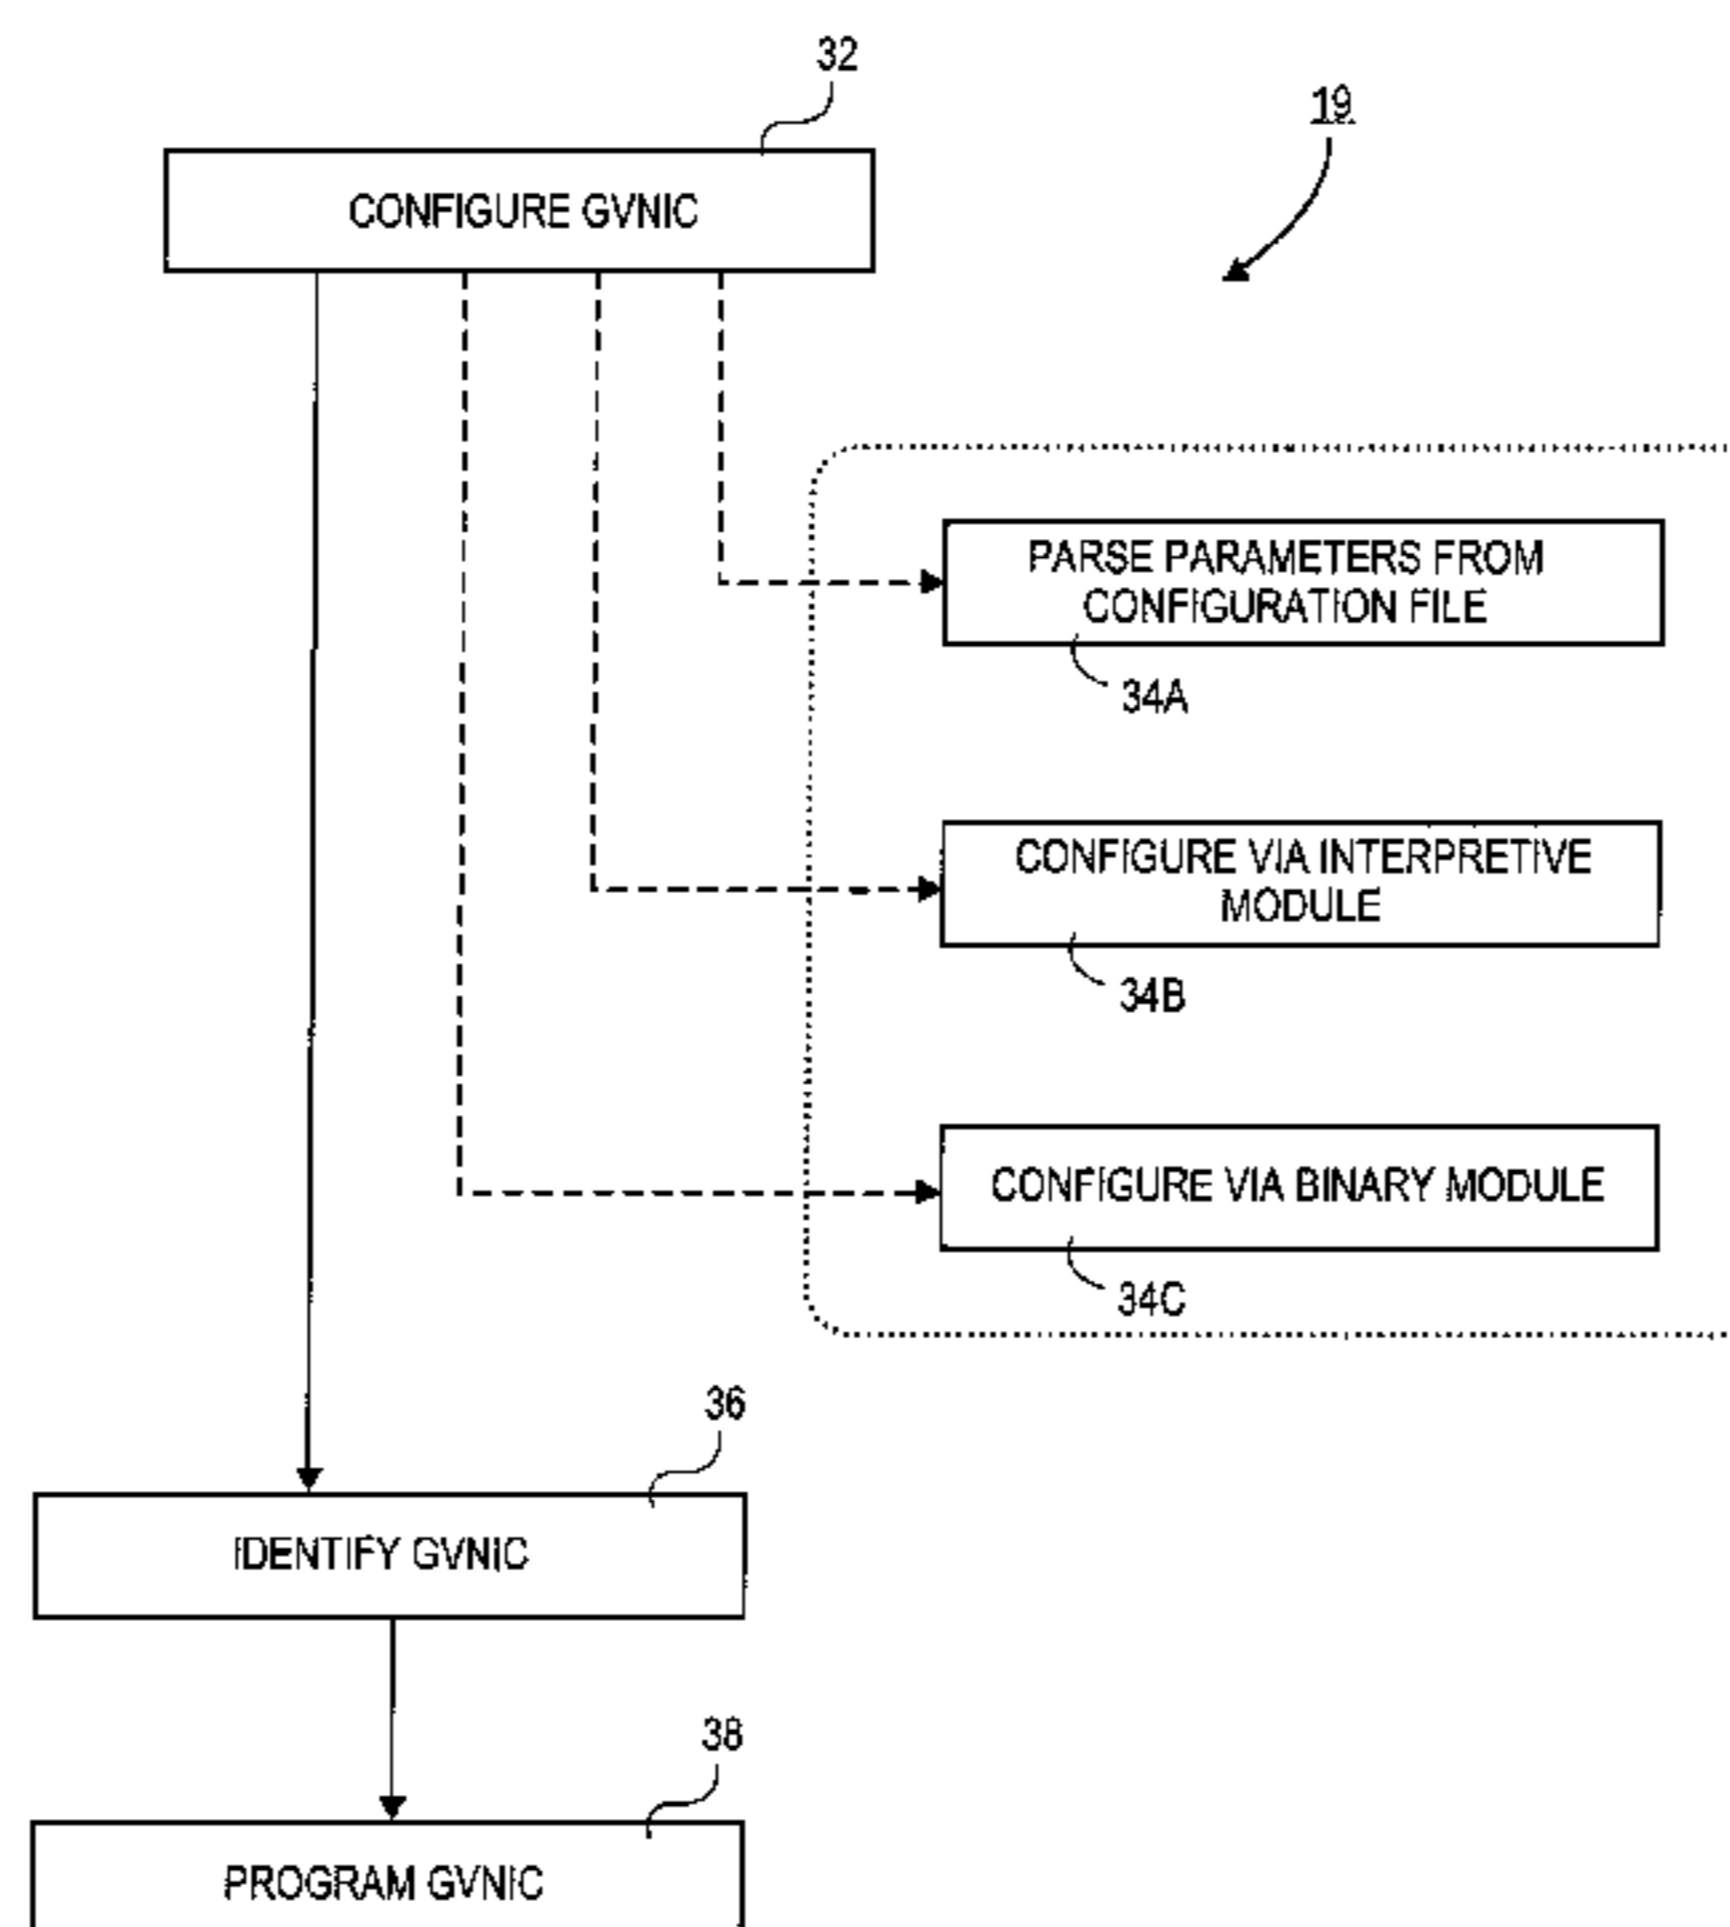 32
19
CONFIGURE GVNIC
PARSE PARAMETERS FROM
CONFIGURATION FILE
34A
CONFIGURE VIA INTERPRETIVE
MODULE
34B
CONFIGURE VIA BINARY MODULE
34C
36
IDENTIFY GVNIC
38
PROGRAM GVNIC